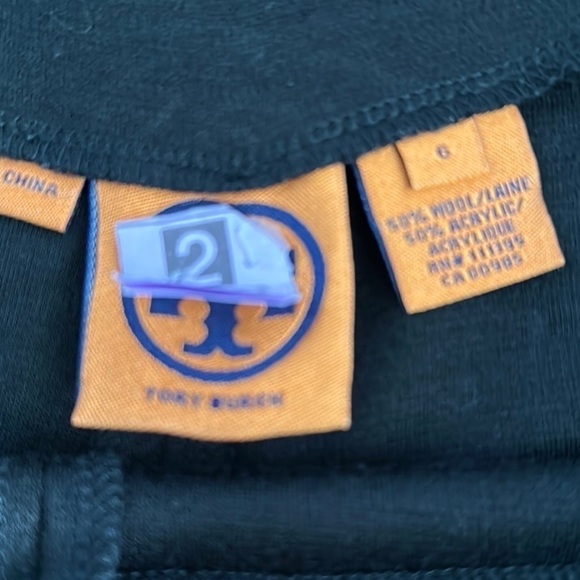 CHINA
2
TORY BURCH
6
50% WOOL/LAINE
50% ACRYLIC/
ACRYLIQUE
RN# 111195
CA 00985